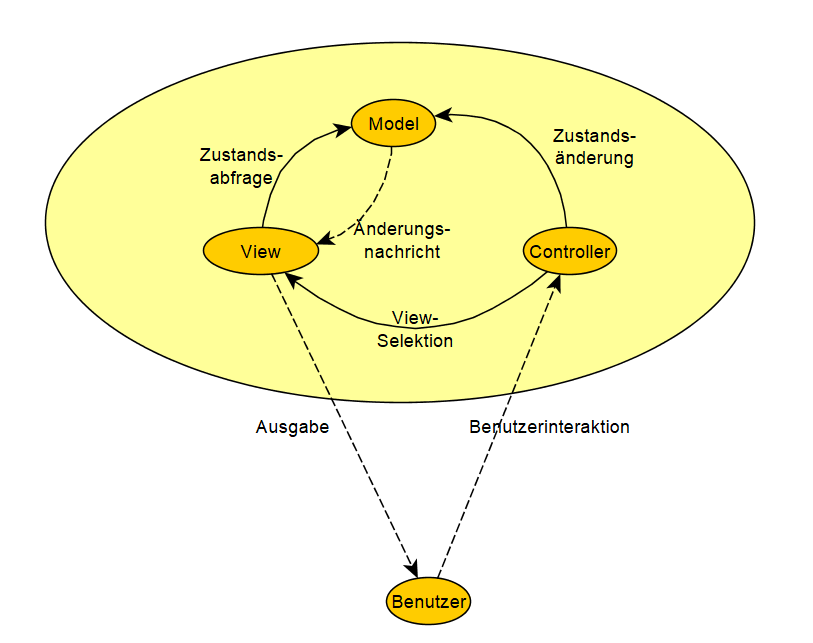 Model
Zustands-
änderung
Zustands-
abfrage
Änderungs-
nachricht
View
Controller
View-
Selektion
Ausgabe
Benutzerinteraktion
Benutzer